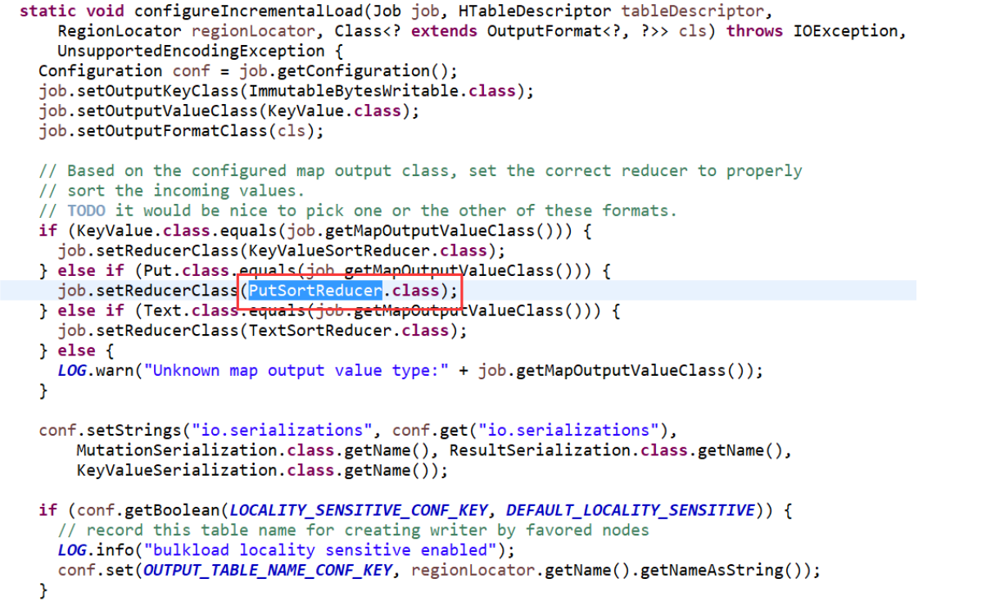 static void configureIncrementalLoad(Job job, HTableDescriptor tableDescriptor,
RegionLocator regionLocator, Class<? extends OutputFormat<?, ?>> cls) throws IOException,
UnsupportedEncodingException {
Configuration conf = job.getConfiguration();
job.setOutputKeyClass(ImmutableBytesWritable.class);
job.setOutputValueClass(KeyValue.class);
job.setOutputFormatClass(cls);
// Based on the configured map output class, set the correct reducer to properly
// sort the incoming values.
// TODO it would be nice to pick one or the other of these formats.
if (KeyValue.class.equals(job.getMapOutputValueClass())) {
job.setReducerClass(KeyValueSortReducer.class);
} else if (Put.class.equals(job.getMapOutputValueClass())) {
job.setReducerClass(PutSortReducer.class);
} else if (Text.class.equals(job.getMapOutputValueClass())) {
job.setReducerClass(TextSortReducer.class);
} else {
LOG.warn("Unknown map output value type:" + job.getMapOutputValueClass());
}
conf.setStrings("io.serializations", conf.get("io.serializations"),
MutationSerialization.class.getName(), ResultSerialization.class.getName(),
KeyValueSerialization.class.getName());
if (conf.getBoolean(LOCALITY_SENSITIVE_CONF_KEY, DEFAULT_LOCALITY_SENSITIVE)) {
// record this table name for creating writer by favored nodes
LOG.info("bulkload locality sensitive enabled");
conf.set(OUTPUT_TABLE_NAME_CONF_KEY, regionLocator.getName().getNameAsString());
}